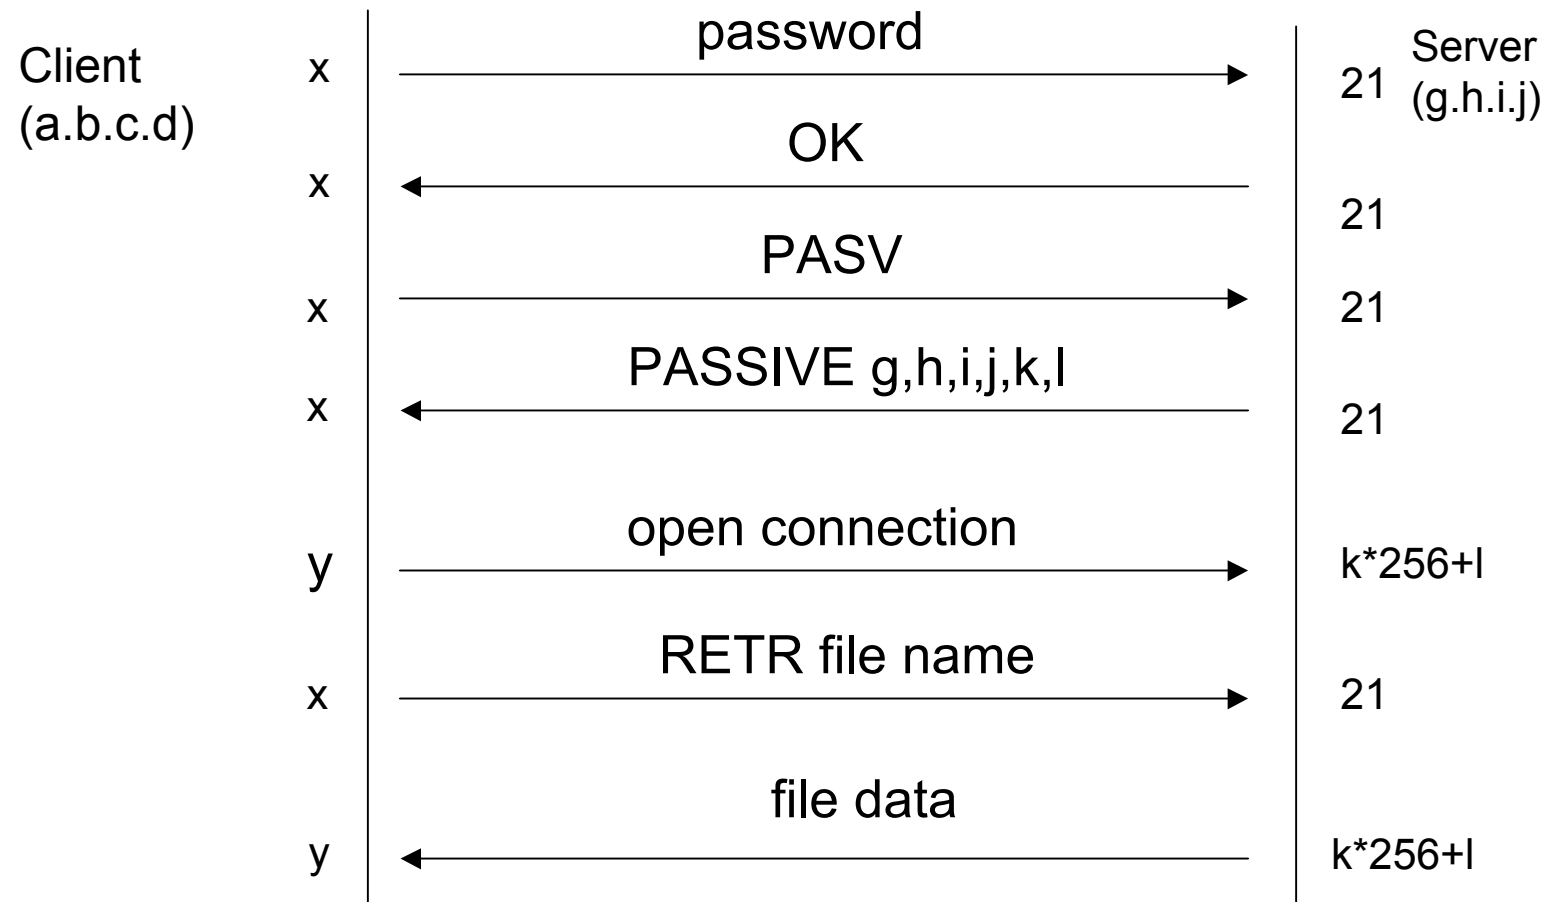 password
Client
(a.b.c.d)
x
21
Server
(g.h.i.j)
OK
x
21
PASV
x
21
PASSIVE g,h,i,j,k,l
x
21
open connection
y
k*256+l
RETR file name
x
21
file data
y
k*256+l